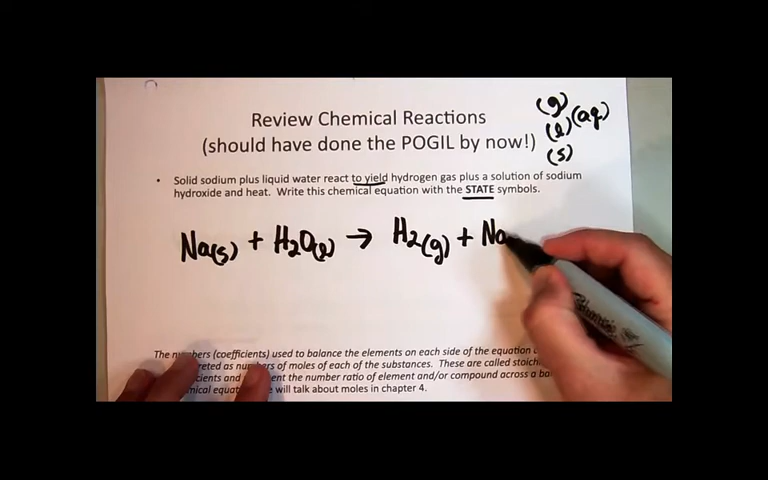 Review Chemical Reactions
(should have done the POGIL by now!)
(g)
(l) (aq)
(s)
• Solid sodium plus liquid water react to yield hydrogen gas plus a solution of sodium
hydroxide and heat. Write this chemical equation with the STATE symbols.
Na(s) + H2O(l) → H2(g) + Na
The numbers (coefficients) used to balance the elements on each side of the equation
reted as numbers of moles of each of the substances. These are called stoich
cients and ent the number ratio of element and/or compound across a ba
mical equat will talk about moles in chapter 4.